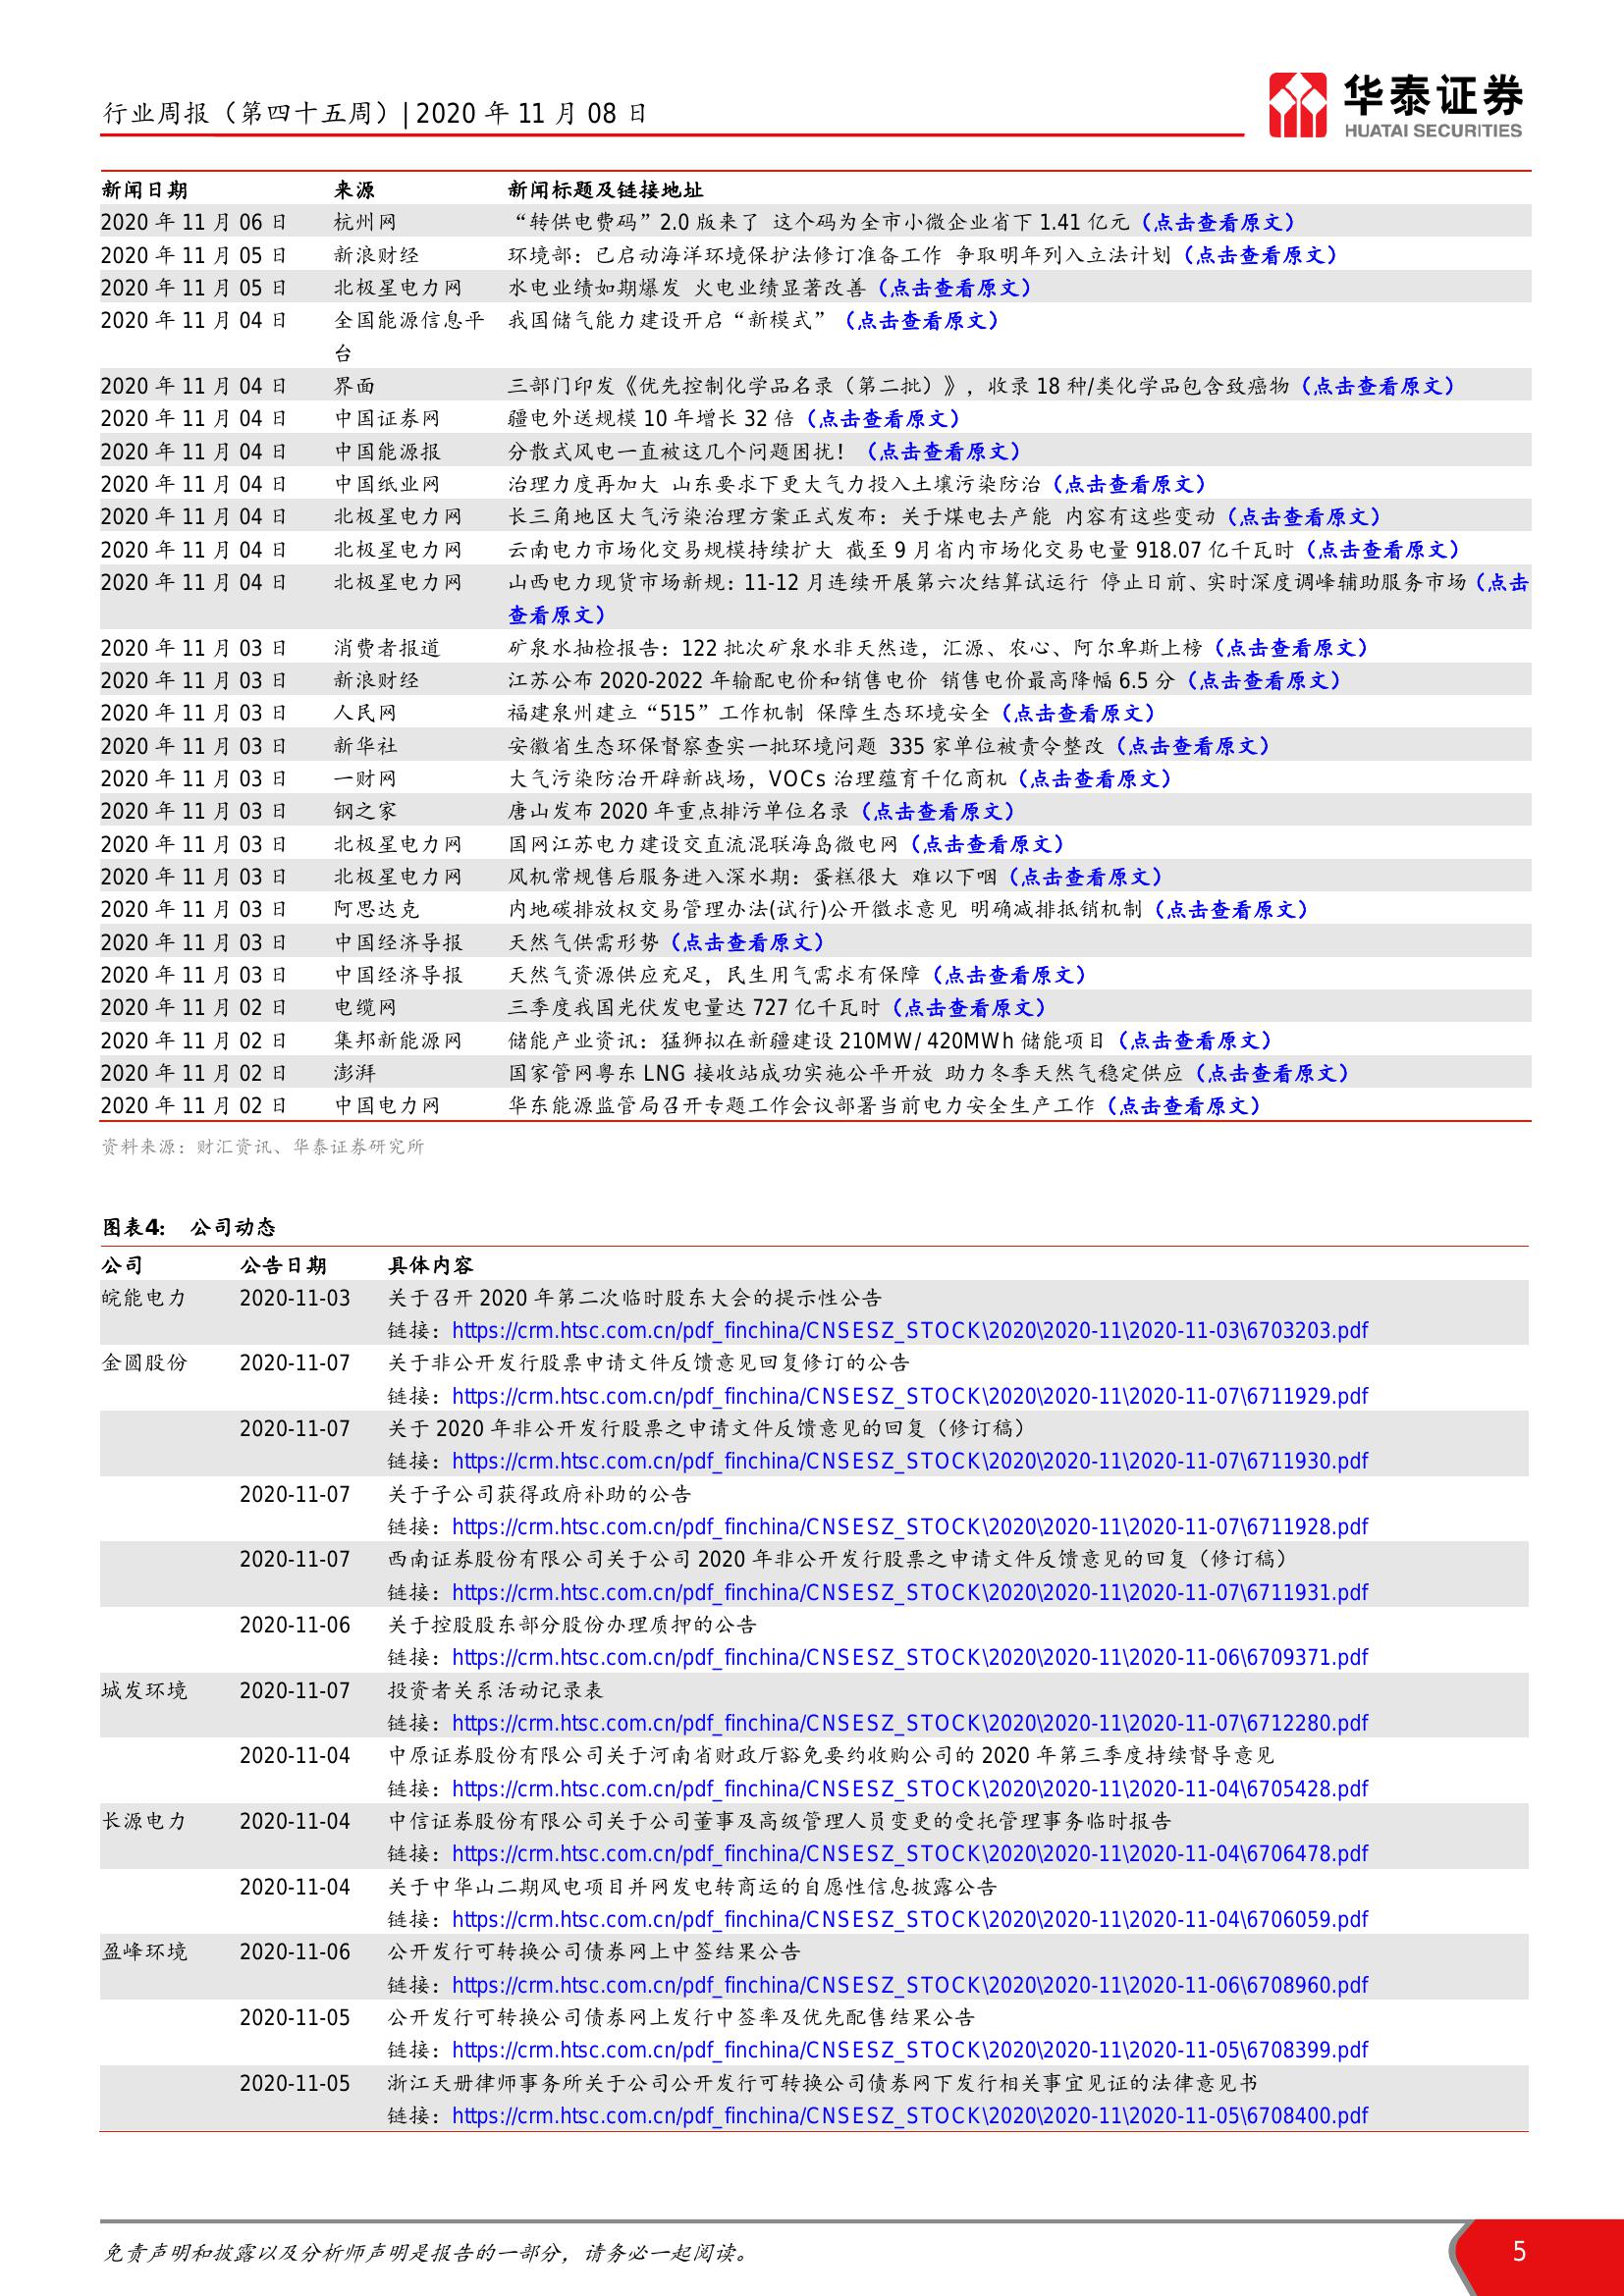 行业周报（第四十五周）| 2020 年 11 月 08 日
华泰证券
HUATAI SECURITIES
新闻日期 来源 新闻标题及链接地址
2020 年 11 月 06 日 杭州网 “转供电费码”2.0 版来了 这个码为全市小微企业省下 1.41 亿元（点击查看原文）
2020 年 11 月 05 日 新浪财经 环境部：已启动海洋环境保护法修订准备工作 争取明年列入立法计划（点击查看原文）
2020 年 11 月 05 日 北极星电力网 水电业绩如期爆发 火电业绩显著改善（点击查看原文）
2020 年 11 月 04 日 全国能源信息平 我国储气能力建设开启“新模式”（点击查看原文）
台
2020 年 11 月 04 日 界面 三部门印发《优先控制化学品名录（第二批）》，收录 18 种/类化学品包含致癌物（点击查看原文）
2020 年 11 月 04 日 中国证券网 疆电外送规模 10 年增长 32 倍（点击查看原文）
2020 年 11 月 04 日 中国能源报 分散式风电一直被这几个问题困扰！（点击查看原文）
2020 年 11 月 04 日 中国纸业网 治理力度再加大 山东要求下更大气力投入土壤污染防治（点击查看原文）
2020 年 11 月 04 日 北极星电力网 长三角地区大气污染治理方案正式发布：关于煤电去产能 内容有这些变动（点击查看原文）
2020 年 11 月 04 日 北极星电力网 云南电力市场化交易规模持续扩大 截至 9 月省内市场化交易电量 918.07 亿千瓦时（点击查看原文）
2020 年 11 月 04 日 北极星电力网 山西电力现货市场新规：11-12 月连续开展第六次结算试运行 停止日前、实时深度调峰辅助服务市场（点击
查看原文）
2020 年 11 月 03 日 消费者报道 矿泉水抽检报告：122 批次矿泉水非天然造，汇源、农心、阿尔卑斯上榜（点击查看原文）
2020 年 11 月 03 日 新浪财经 江苏公布 2020-2022 年输配电价和销售电价 销售电价最高降幅 6.5 分（点击查看原文）
2020 年 11 月 03 日 人民网 福建泉州建立“515”工作机制 保障生态环境安全（点击查看原文）
2020 年 11 月 03 日 新华社 安徽省生态环保督察查实一批环境问题 335 家单位被责令整改（点击查看原文）
2020 年 11 月 03 日 一财网 大气污染防治开辟新战场，VOCs 治理蕴育千亿商机（点击查看原文）
2020 年 11 月 03 日 钢之家 唐山发布 2020 年重点排污单位名录（点击查看原文）
2020 年 11 月 03 日 北极星电力网 国网江苏电力建设交直流混联海岛微电网（点击查看原文）
2020 年 11 月 03 日 北极星电力网 风机常规售后服务进入深水期：蛋糕很大 难以下咽（点击查看原文）
2020 年 11 月 03 日 阿思达克 内地碳排放权交易管理办法(试行)公开徵求意见 明确减排抵销机制（点击查看原文）
2020 年 11 月 03 日 中国经济导报 天然气供需形势（点击查看原文）
2020 年 11 月 03 日 中国经济导报 天然气资源供应充足，民生用气需求有保障（点击查看原文）
2020 年 11 月 02 日 电缆网 三季度我国光伏发电量达 727 亿千瓦时（点击查看原文）
2020 年 11 月 02 日 集邦新能源网 储能产业资讯：猛狮拟在新疆建设 210MW/ 420MWh 储能项目（点击查看原文）
2020 年 11 月 02 日 澎湃 国家管网粤东 LNG 接收站成功实施公平开放 助力冬季天然气稳定供应（点击查看原文）
2020 年 11 月 02 日 中国电力网 华东能源监管局召开专题工作会议部署当前电力安全生产工作（点击查看原文）
资料来源：财汇资讯、华泰证券研究所
图表4： 公司动态
公司 公告日期 具体内容
皖能电力 2020-11-03 关于召开 2020 年第二次临时股东大会的提示性公告
链接：https://crm.htsc.com.cn/pdf_finchina/CNSESZ_STOCK\2020\2020-11\2020-11-03\6703203.pdf
金圆股份 2020-11-07 关于非公开发行股票申请文件反馈意见回复修订的公告
链接：https://crm.htsc.com.cn/pdf_finchina/CNSESZ_STOCK\2020\2020-11\2020-11-07\6711929.pdf
2020-11-07 关于 2020 年非公开发行股票之申请文件反馈意见的回复（修订稿）
链接：https://crm.htsc.com.cn/pdf_finchina/CNSESZ_STOCK\2020\2020-11\2020-11-07\6711930.pdf
2020-11-07 关于子公司获得政府补助的公告
链接：https://crm.htsc.com.cn/pdf_finchina/CNSESZ_STOCK\2020\2020-11\2020-11-07\6711928.pdf
2020-11-07 西南证券股份有限公司关于公司 2020 年非公开发行股票之申请文件反馈意见的回复（修订稿）
链接：https://crm.htsc.com.cn/pdf_finchina/CNSESZ_STOCK\2020\2020-11\2020-11-07\6711931.pdf
2020-11-06 关于控股股东部分股份办理质押的公告
链接：https://crm.htsc.com.cn/pdf_finchina/CNSESZ_STOCK\2020\2020-11\2020-11-06\6709371.pdf
城发环境 2020-11-07 投资者关系活动记录表
链接：https://crm.htsc.com.cn/pdf_finchina/CNSESZ_STOCK\2020\2020-11\2020-11-07\6712280.pdf
2020-11-04 中原证券股份有限公司关于河南省财政厅豁免要约收购公司的 2020 年第三季度持续督导意见
链接：https://crm.htsc.com.cn/pdf_finchina/CNSESZ_STOCK\2020\2020-11\2020-11-04\6705428.pdf
长源电力 2020-11-04 中信证券股份有限公司关于公司董事及高级管理人员变更的受托管理事务临时报告
链接：https://crm.htsc.com.cn/pdf_finchina/CNSESZ_STOCK\2020\2020-11\2020-11-04\6706478.pdf
2020-11-04 关于中华山二期风电项目并网发电转商运的自愿性信息披露公告
链接：https://crm.htsc.com.cn/pdf_finchina/CNSESZ_STOCK\2020\2020-11\2020-11-04\6706059.pdf
盈峰环境 2020-11-06 公开发行可转换公司债券网上中签结果公告
链接：https://crm.htsc.com.cn/pdf_finchina/CNSESZ_STOCK\2020\2020-11\2020-11-06\6708960.pdf
2020-11-05 公开发行可转换公司债券网上发行中签率及优先配售结果公告
链接：https://crm.htsc.com.cn/pdf_finchina/CNSESZ_STOCK\2020\2020-11\2020-11-05\6708399.pdf
2020-11-05 浙江天册律师事务所关于公司公开发行可转换公司债券网下发行相关事宜见证的法律意见书
链接：https://crm.htsc.com.cn/pdf_finchina/CNSESZ_STOCK\2020\2020-11\2020-11-05\6708400.pdf
免责声明和披露以及分析师声明是报告的一部分，请务必一起阅读。 5